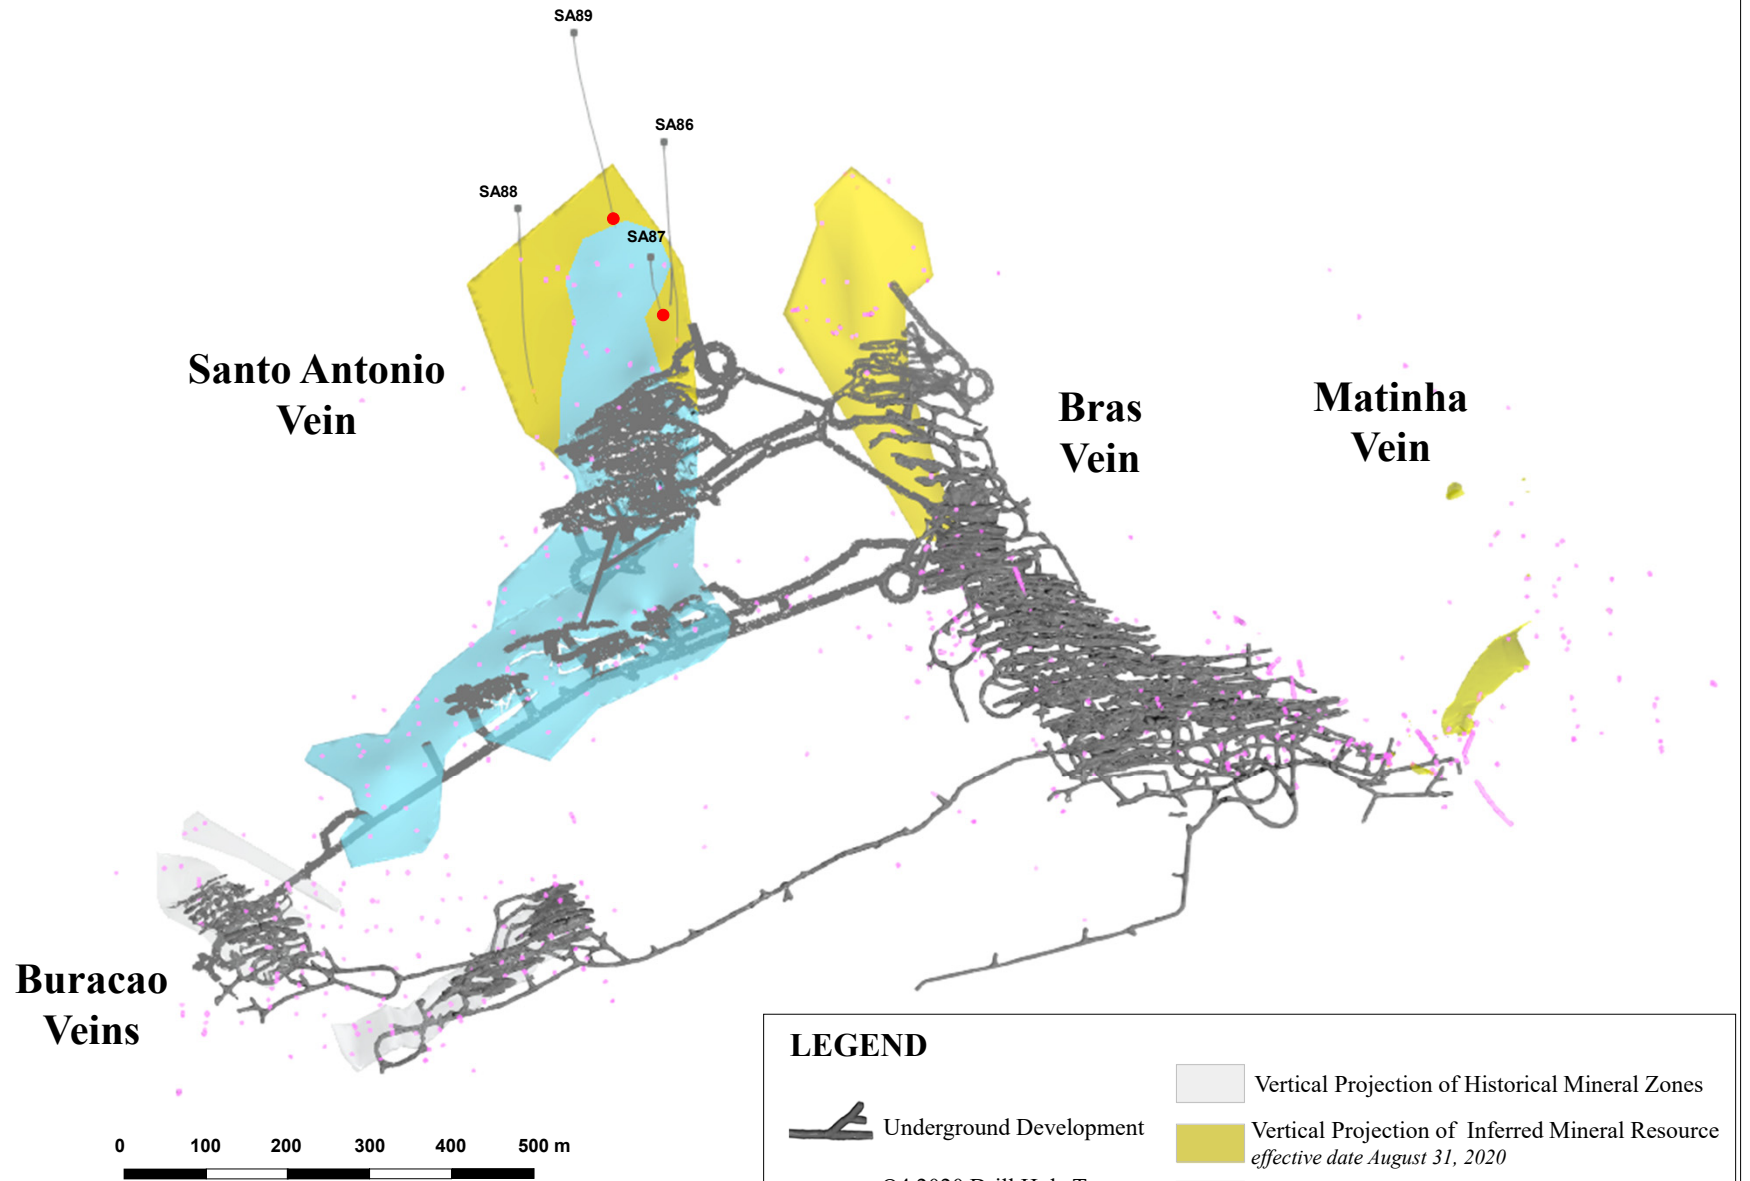 SA89
SA86
SA88
SA87
Santo Antonio
Vein
Bras
Vein
Matinha
Vein
Buracao
Veins
0 100 200 300 400 500 m
LEGEND
Underground Development
Vertical Projection of Historical Mineral Zones
Vertical Projection of Inferred Mineral Resource
effective date August 31, 2020